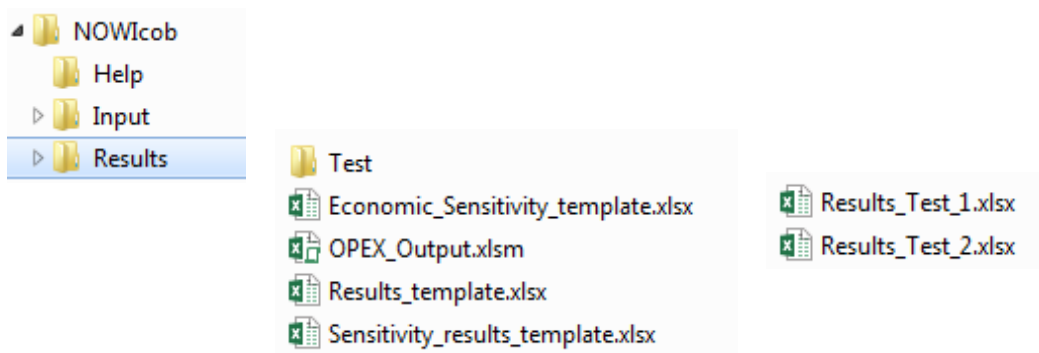 NOWIcob
Help
Input
Results
Test
Economic_Sensitivity_template.xlsx
OPEX_Output.xlsm
Results_template.xlsx
Sensitivity_results_template.xlsx
Results_Test_1.xlsx
Results_Test_2.xlsx